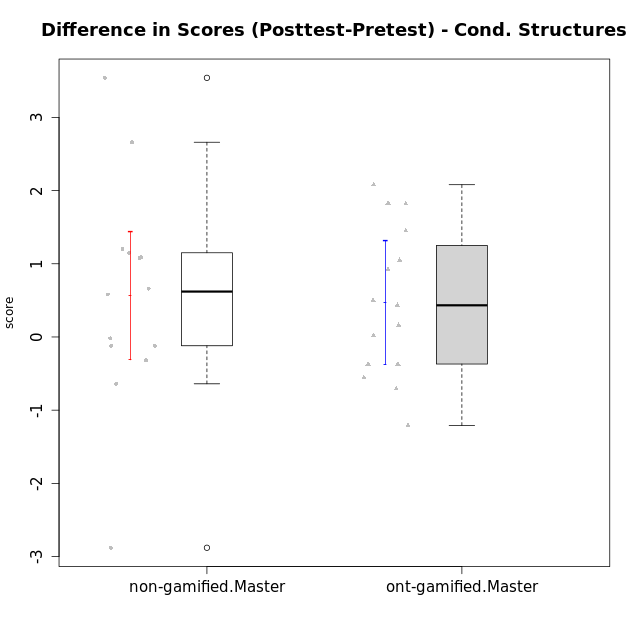 Difference in Scores (Posttest-Pretest) - Cond. Structures
score
3
2
1
0
-1
-2
-3
non-gamified.Master
ont-gamified.Master